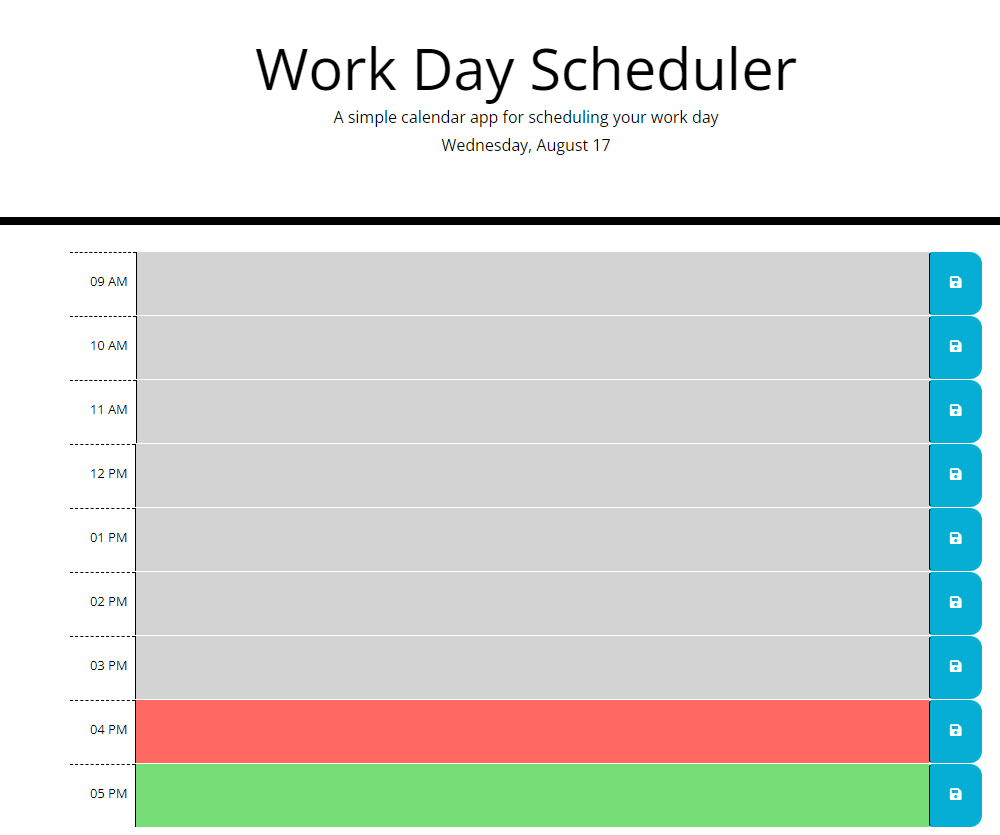 Work Day Scheduler
A simple calendar app for scheduling your work day
Wednesday, August 17
09 AM
10 AM
11 AM
12 PM
01 PM
02 PM
03 PM
04 PM
05 PM